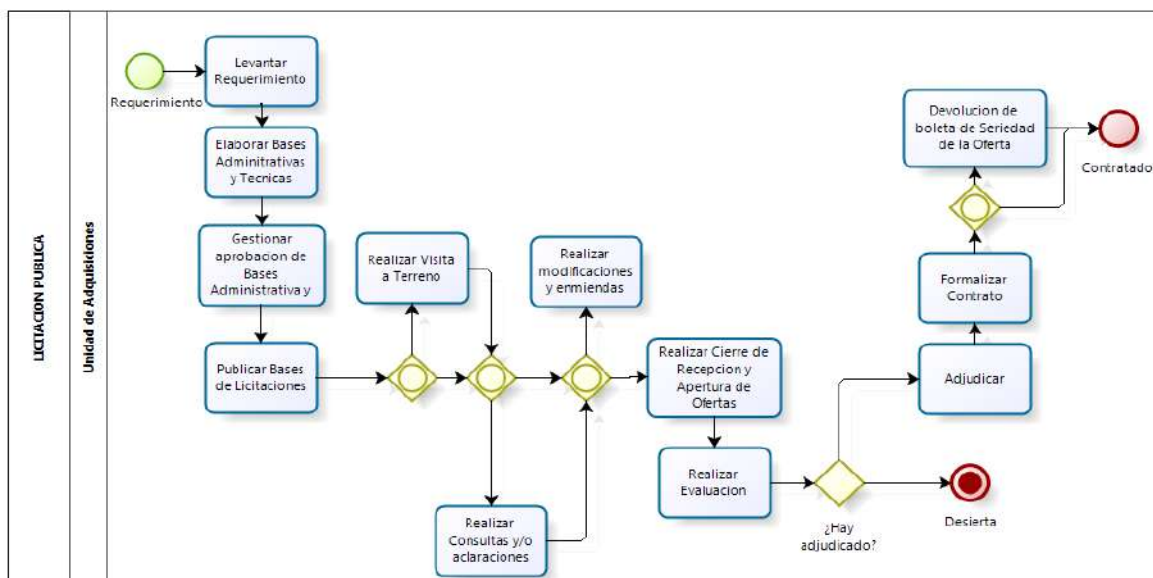 LICITACION PUBLICA
Unidad de Adquisiciones
Requerimiento
Levantar
Requerimiento
Elaborar Bases
Adminitrativas
y Tecnicas
Gestionar
aprobacion de
Bases
Administrativa y
Publicar Bases
de Licitaciones
Realizar Visita
a Terreno
Realizar
Consultas y/o
aclaraciones
Realizar
modificaciones
y enmiendas
Realizar Cierre de
Recepcion y
Apertura de
Ofertas
Realizar
Evaluacion
¿Hay
adjudicado?
Desierta
Adjudicar
Formalizar
Contrato
Devolucion de
boleta de Seriedad
de la Oferta
Contratado